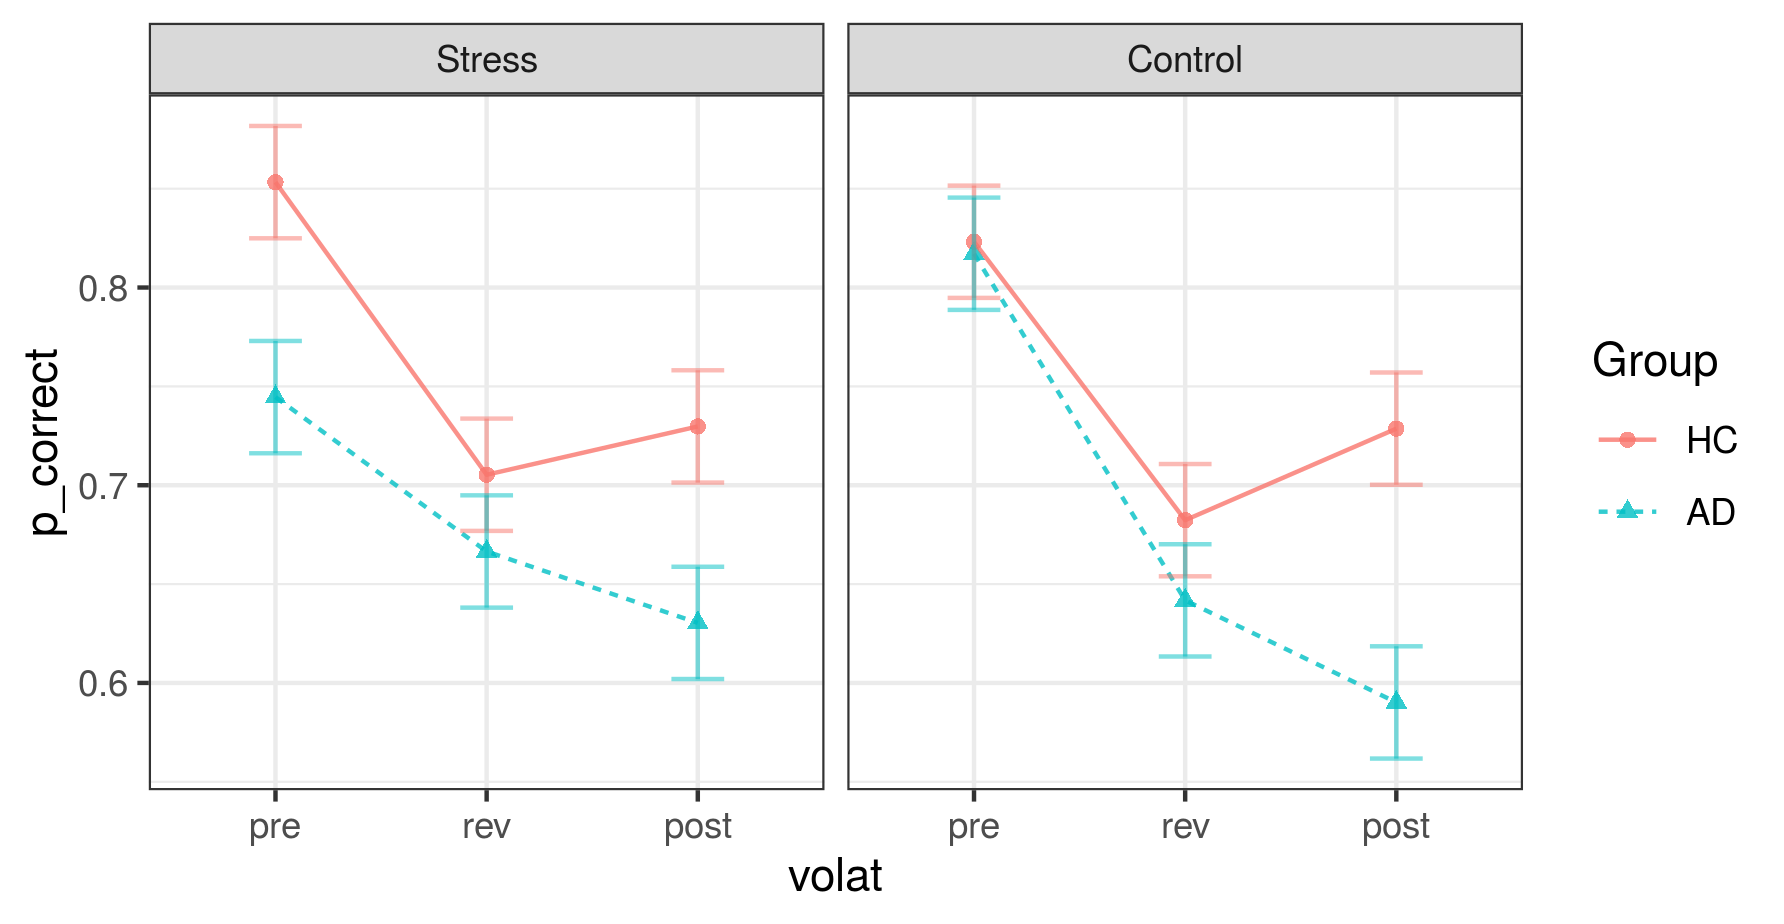 Stress
Control
0.8
0.7
0.6
p_correct
pre
rev
post
pre
rev
post
volat
Group
HC
AD